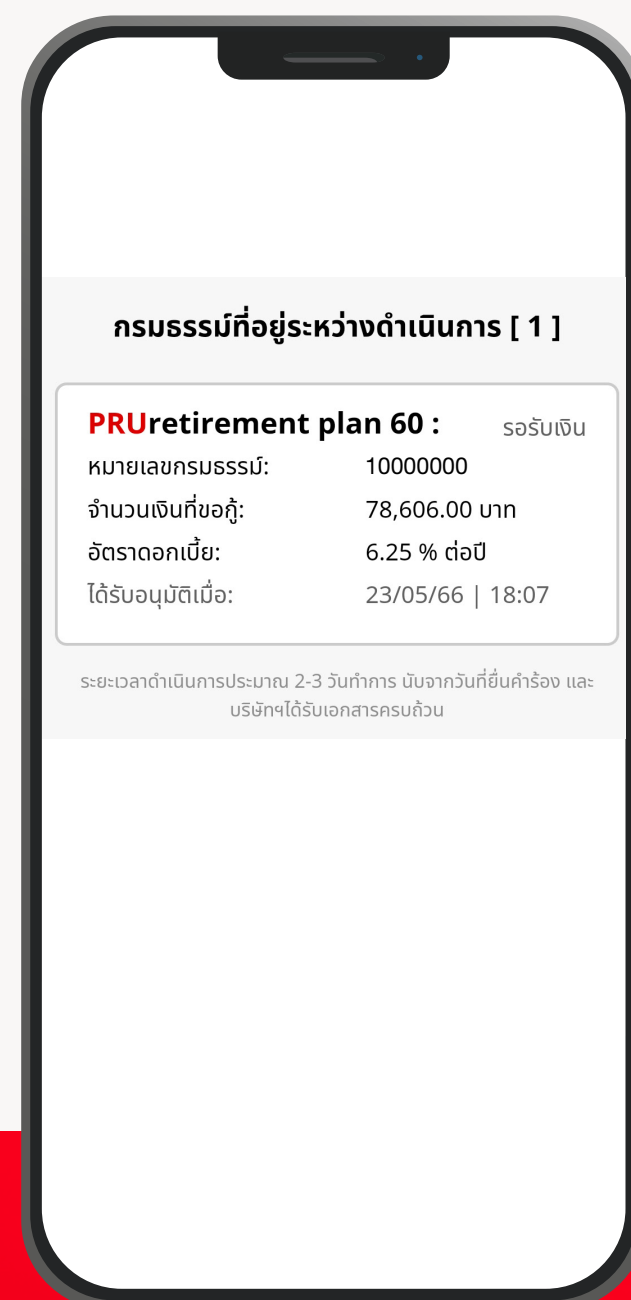 กรมธรรม์ที่อยู่ระหว่างดำเนินการ [ 1 ]
PRUretirement plan 60 : รอรับเงิน
หมายเลขกรมธรรม์: 10000000
จำนวนเงินที่ขอกู้: 78,606.00 บาท
อัตราดอกเบี้ย: 6.25 % ต่อปี
ได้รับอนุมัติเมื่อ: 23/05/66 | 18:07
ระยะเวลาดำเนินการประมาณ 2-3 วันทำการ นับจากวันที่ยื่นคำร้อง และ
บริษัทฯได้รับเอกสารครบถ้วน